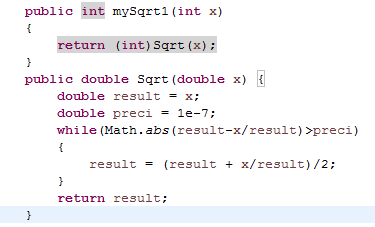 public int mySqrt1(int x)
{
return (int)Sqrt(x);
}
public double Sqrt(double x) {
double result = x;
double preci = 1e-7;
while(Math.abs(result-x/result)>preci)
{
result = (result + x/result)/2;
}
return result;
}